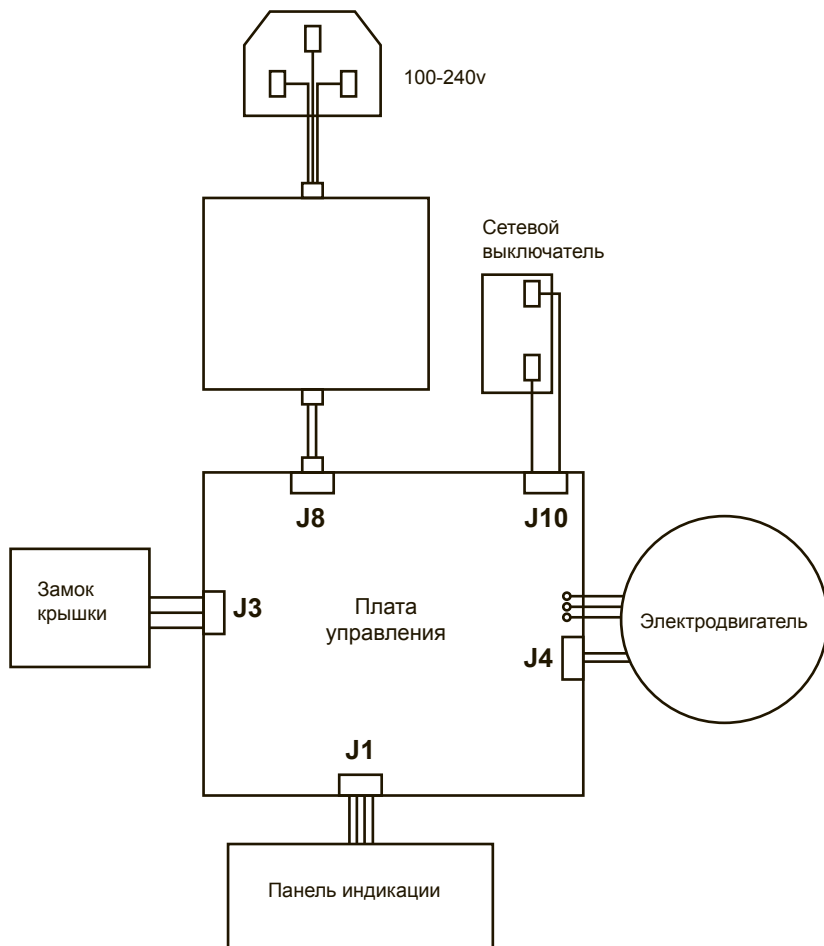 100-240v
Сетевой
выключатель
J8
J10
Замок
крышки
J3
Плата
управления
Электродвигатель
J4
J1
Панель индикации